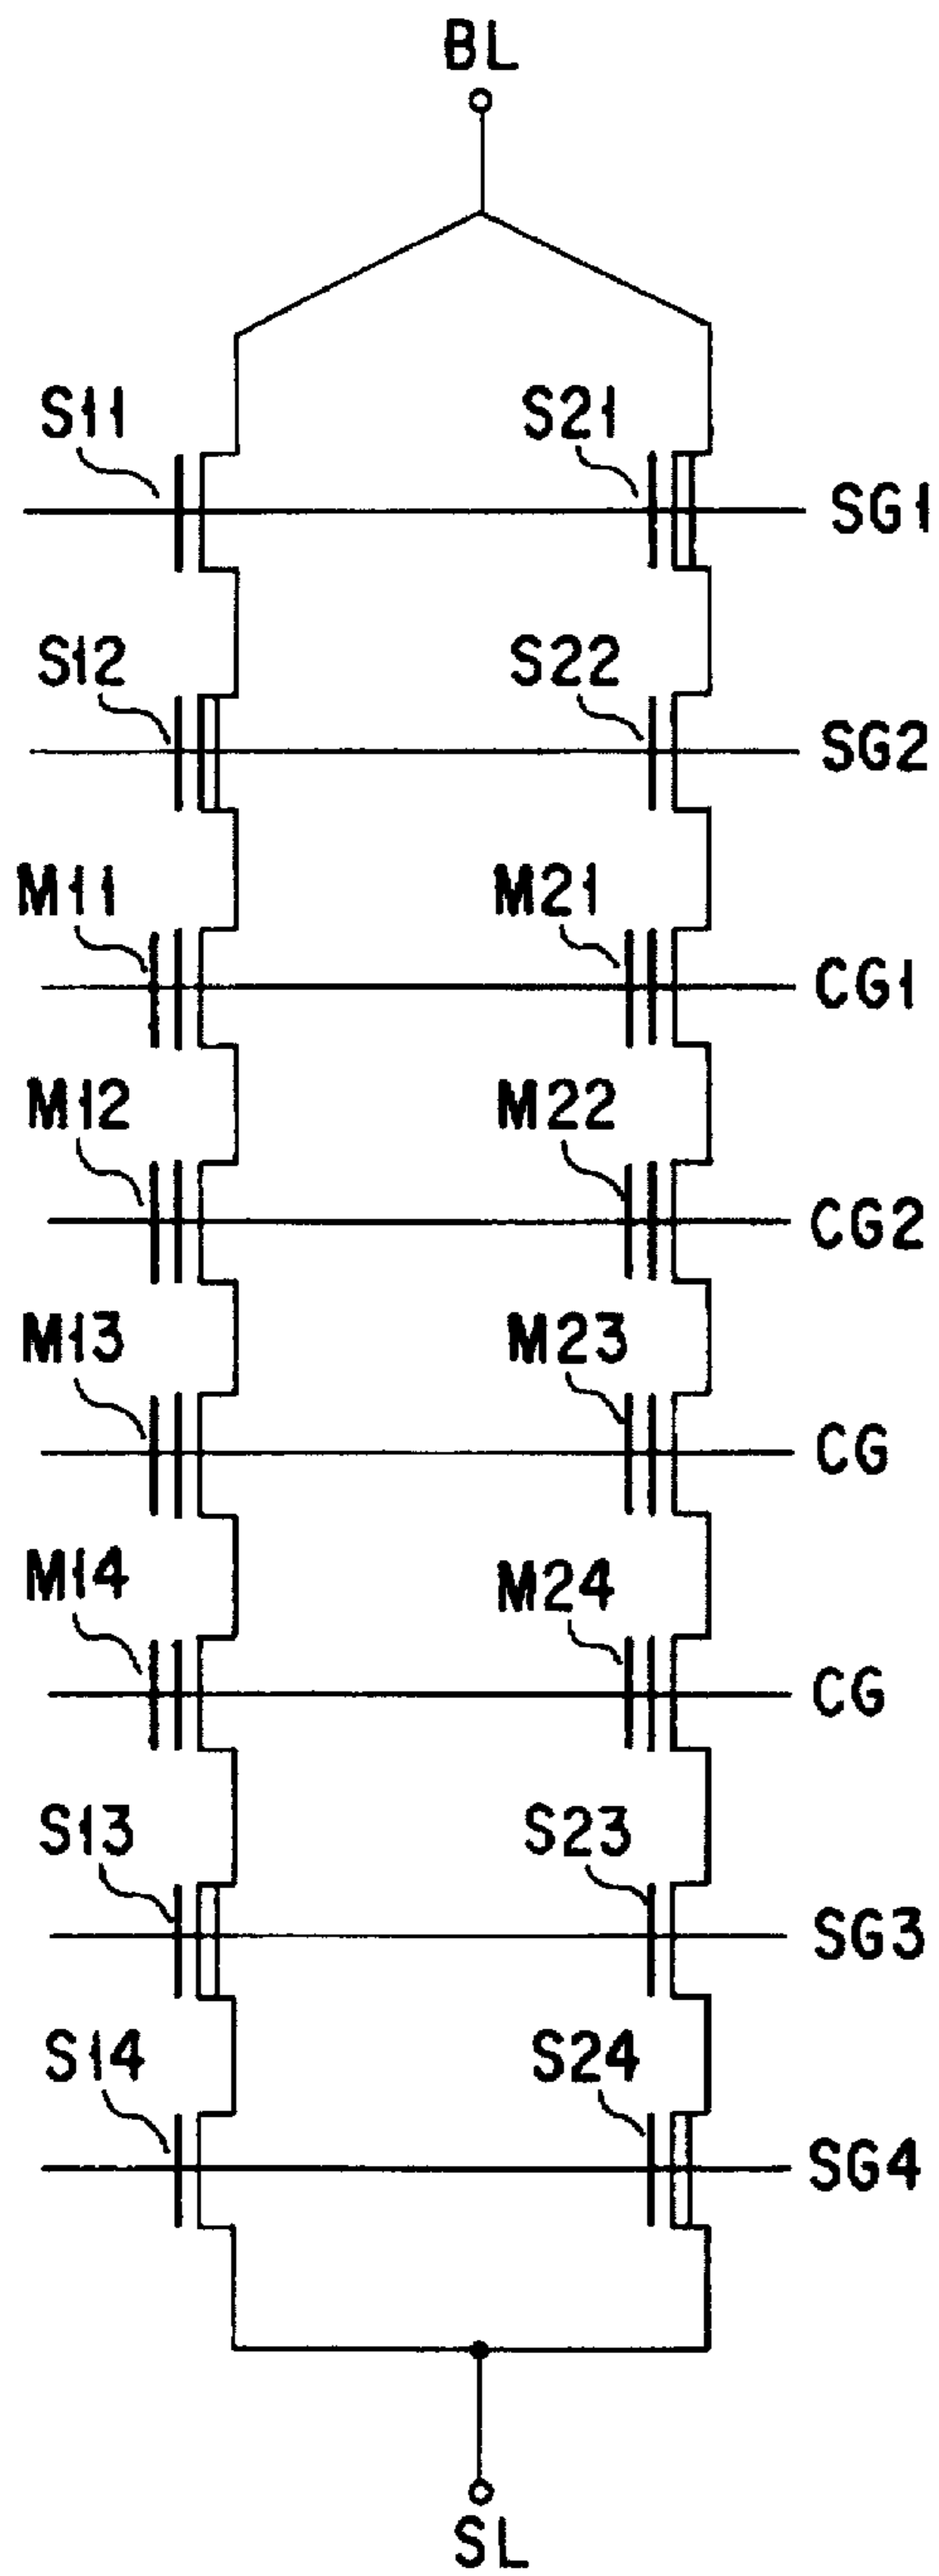 BL
S11 S21 SG1
S12 S22 SG2
M11 M21 CG1
M12 M22 CG2
M13 M23 CG
M14 M24 CG
S13 S23 SG3
S14 S24 SG4
SL